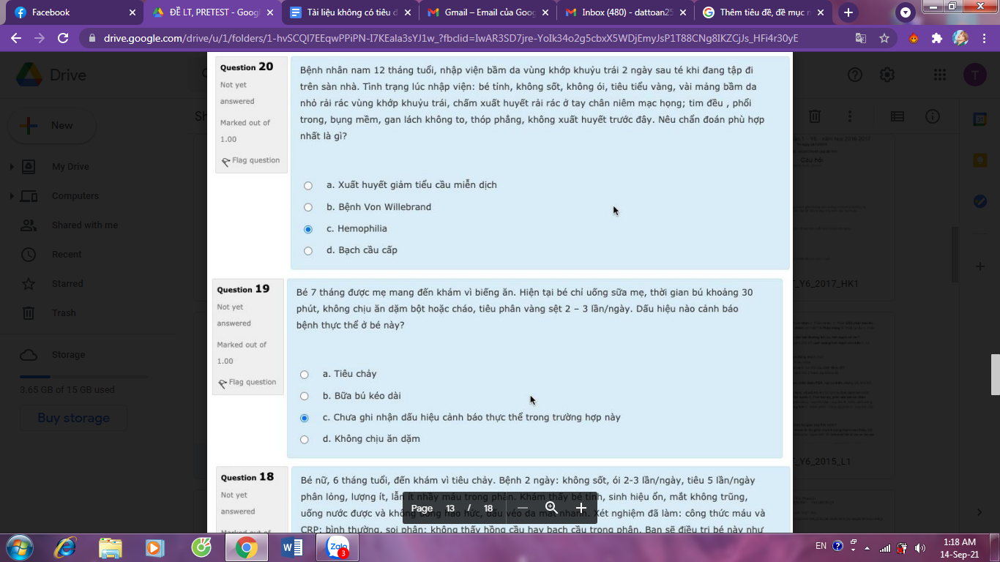 Facebook
ĐỀ LT, PRETEST - Googl
Tài liệu không có tiêu đ
Gmail – Email của Goog
Inbox (480) - dattoan25
Thêm tiêu đề, đề mục n
drive.google.com/drive/u/1/folders/1-hvSCQI7EEqwPPiPN-I7KEala3sYJ1w_?fbclid=IwAR3SD7jre-YoIk34o2g5cbxX5WDjEmyJsP1T88CNg8IKZCjJs_HFi4r30yE
Drive
T
New
My Drive
Computers
Shared with me
Recent
Starred
Trash
Storage
3.65 GB of 15 GB used
Buy storage
Question 20
Not yet
answered
Marked out of
1.00
Flag question
Bệnh nhân nam 12 tháng tuổi, nhập viện bầm da vùng khớp khuỷu trái 2 ngày sau té khi đang tập đi
trên sàn nhà. Tình trạng lúc nhập viện: bé tỉnh, không sốt, không ói, tiêu tiểu vàng, vài mảng bầm da
nhỏ rải rác vùng khớp khuỷu trái, chấm xuất huyết rải rác ở tay chân niêm mạc họng; tim đều , phổi
trong, bụng mềm, gan lách không to, thóp phẳng, không xuất huyết trước đây. Nêu chẩn đoán phù hợp
nhất là gì?
a. Xuất huyết giảm tiểu cầu miễn dịch
b. Bệnh Von Willebrand
c. Hemophilia
d. Bạch cầu cấp
Question 19
Not yet
answered
Marked out of
1.00
Flag question
Bé 7 tháng được mẹ mang đến khám vì biếng ăn. Hiện tại bé chỉ uống sữa mẹ, thời gian bú khoảng 30
phút, không chịu ăn dặm bột hoặc cháo, tiêu phân vàng sệt 2 – 3 lần/ngày. Dấu hiệu nào cảnh báo
bệnh thực thể ở bé này?
a. Tiêu chảy
b. Bữa bú kéo dài
c. Chưa ghi nhận dấu hiệu cảnh báo thực thể trong trường hợp này
d. Không chịu ăn dặm
Question 18
Not yet
answered
Marked out of
Bé nữ, 6 tháng tuổi, đến khám vì tiêu chảy. Bệnh 2 ngày: không sốt, ói 2-3 lần/ngày, tiêu 5 lần/ngày
phân lỏng, lượng ít, lẫn ít nhầy máu trong phân. Khám thấy bé tỉnh, sinh hiệu ổn, mắt không trũng,
uống nước được và không uống háo hức, dấu véo da mất nhanh. Xét nghiệm đã làm: công thức máu và
CRP: bình thường, soi phân: không thấy hồng cầu hay bạch cầu trong phân. Bạn sẽ điều trị bé này như
Page 13 / 18
Câu hỏi
T_Y6_2017_HK1
T_Y6_2015_L1
Zalo
3
EN
1:18 AM
14-Sep-21